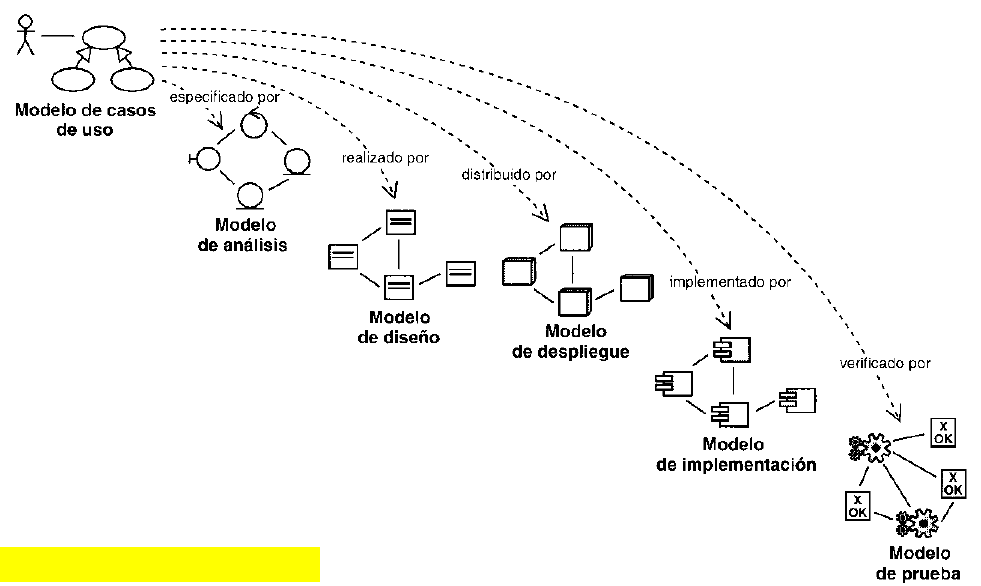 Modelo de casos
de uso
especificado por
Modelo
de análisis
realizado por
Modelo
de diseño
distribuido por
Modelo
de despliegue
implementado por
Modelo
de implementación
verificado por
X
OK
X
OK
X
OK
Modelo
de prueba